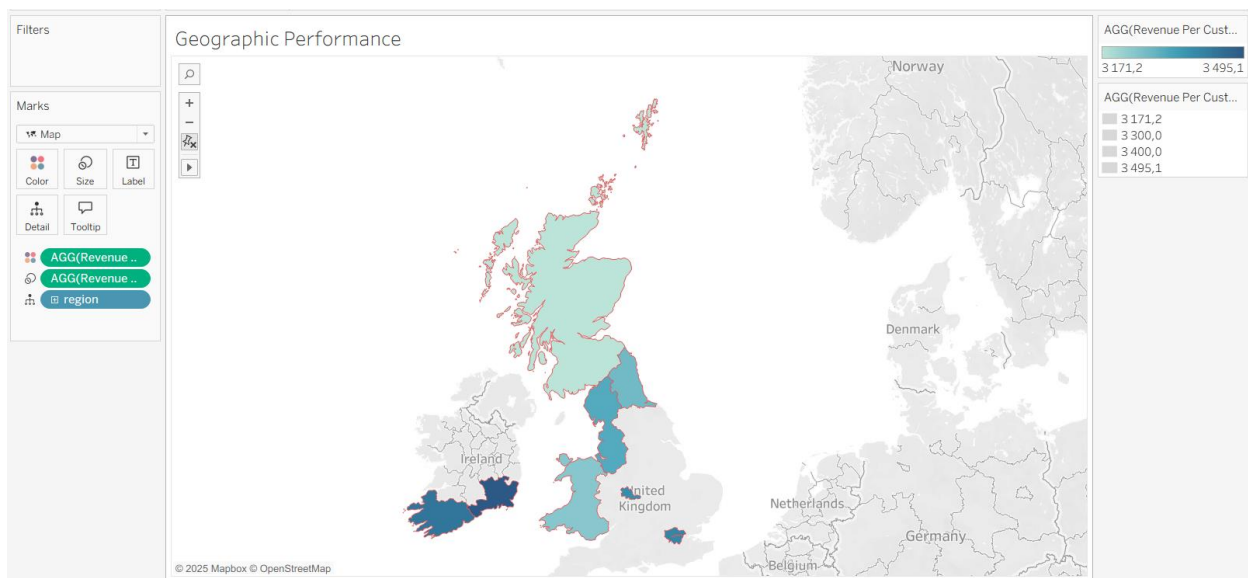 Filters
Marks
Map
Color
Size
Label
Detail
Tooltip
AGG(Revenue ..
AGG(Revenue ..
region
Geographic Performance
Norway
Denmark
Ireland
United
Kingdom
Netherlands
Germany
Belgium
© 2025 Mapbox © OpenStreetMap
AGG(Revenue Per Cust...
3 171,2 3 495,1
AGG(Revenue Per Cust...
3 171,2
3 300,0
3 400,0
3 495,1